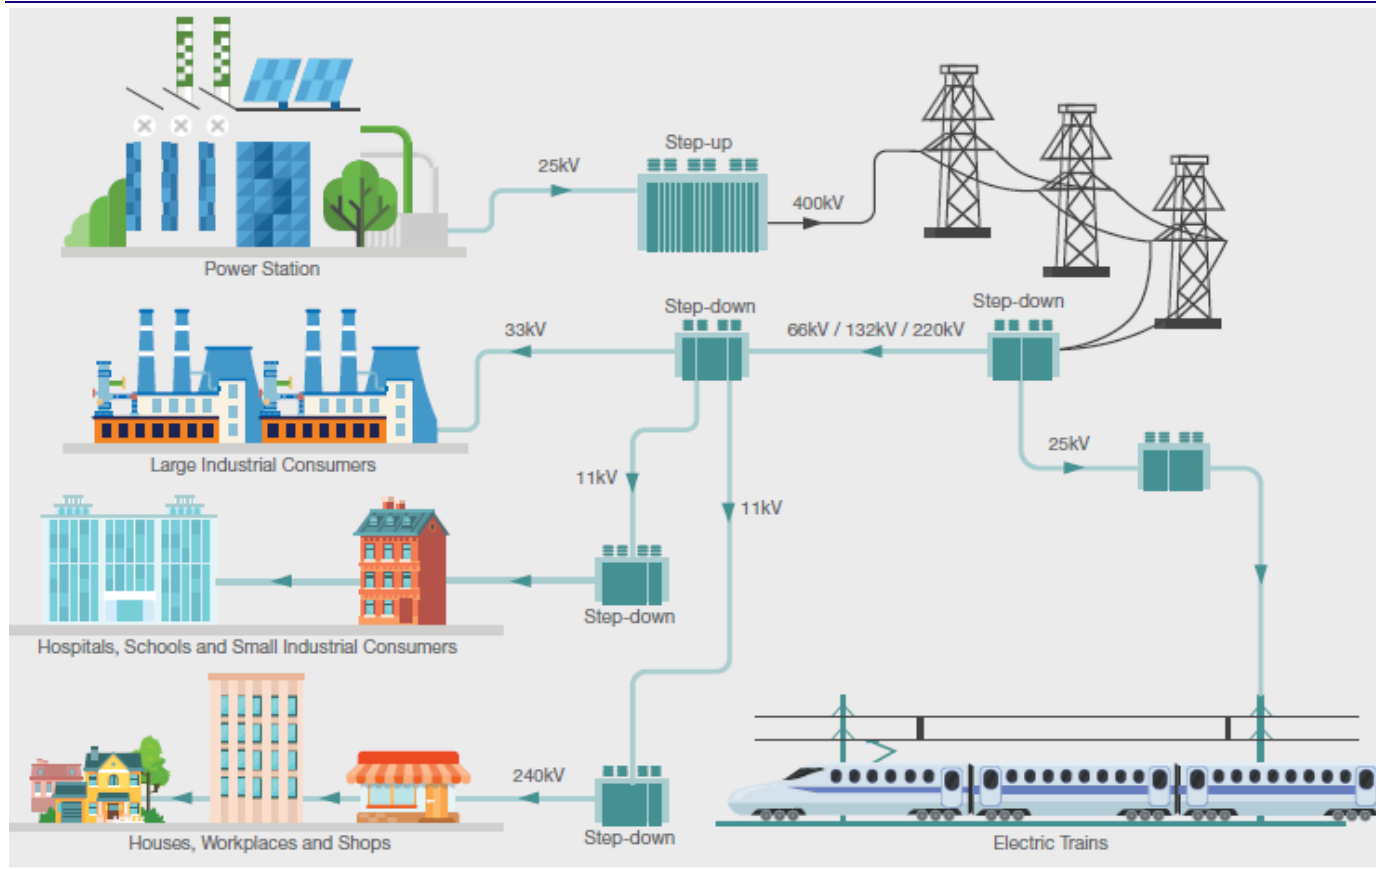 Step-up
25kV
400kV
Power Station
Step-down
Step-down
33kV
66kV / 132kV / 220kV
Large Industrial Consumers
25kV
11kV
11kV
Step-down
Hospitals, Schools and Small Industrial Consumers
240kV
Step-down
Houses, Workplaces and Shops
Electric Trains